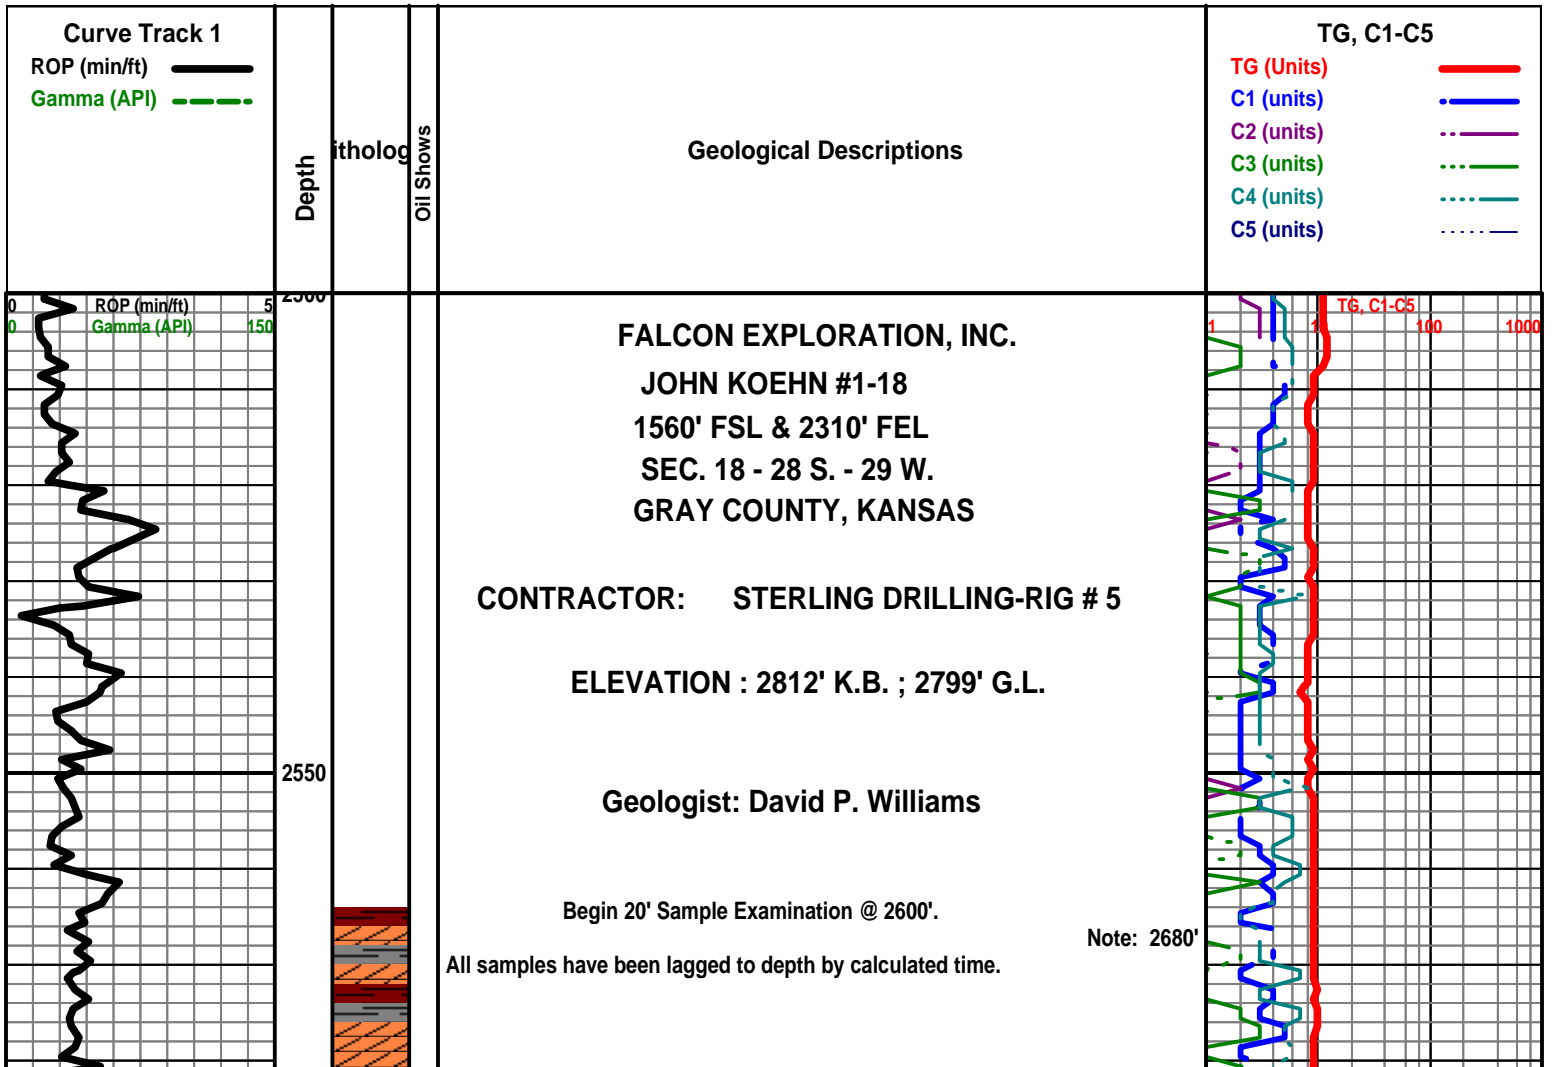 Curve Track 1
ROP (min/ft)
Gamma (API)
Depth
itholog
Oil Shows
Geological Descriptions
TG, C1-C5
TG (Units)
C1 (units)
C2 (units)
C3 (units)
C4 (units)
C5 (units)
0 ROP (min/ft) 5
0 Gamma (API) 150
2500
TG, C1-C5
1 10 100 1000
FALCON EXPLORATION, INC.
JOHN KOEHN #1-18
1560' FSL & 2310' FEL
SEC. 18 - 28 S. - 29 W.
GRAY COUNTY, KANSAS
CONTRACTOR: STERLING DRILLING-RIG # 5
ELEVATION : 2812' K.B. ; 2799' G.L.
2550
Geologist: David P. Williams
Begin 20' Sample Examination @ 2600'.
Note: 2680'
All samples have been lagged to depth by calculated time.